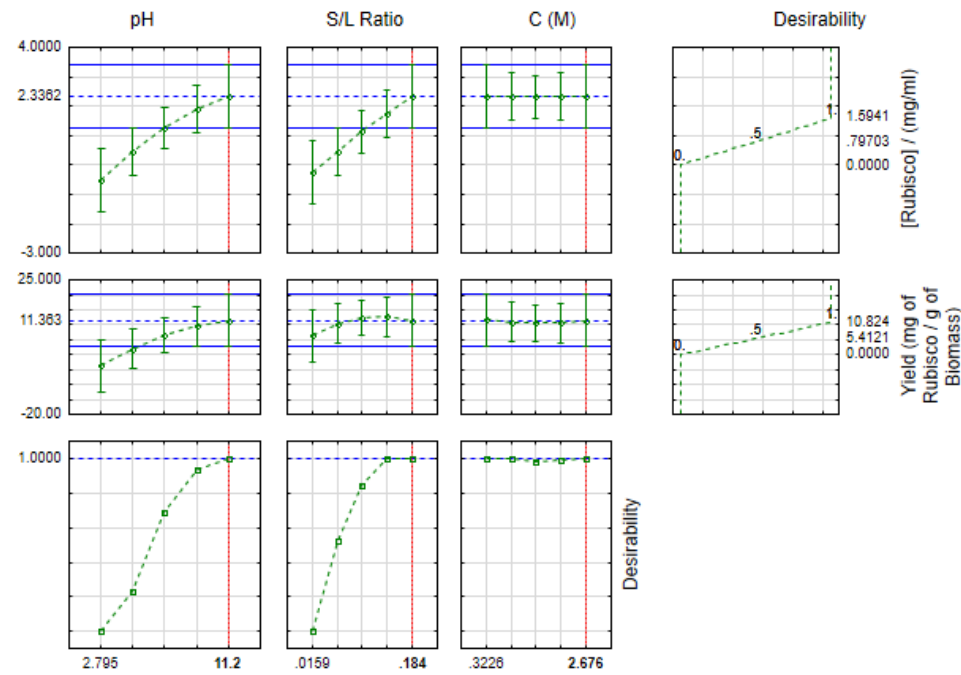 pH
S/L Ratio
C (M)
Desirability
4.0000
2.3382
-3.000
0.
.5
1.
1.5941
.79703
0.0000
[Rubisco] / (mg/ml)
25.000
11.363
-20.00
0.
.5
1.
10.824
5.4121
0.0000
Yield (mg of
Rubisco / g of
Biomass)
1.0000
Desirability
2.795
11.2
.0159
.184
.3226
2.676